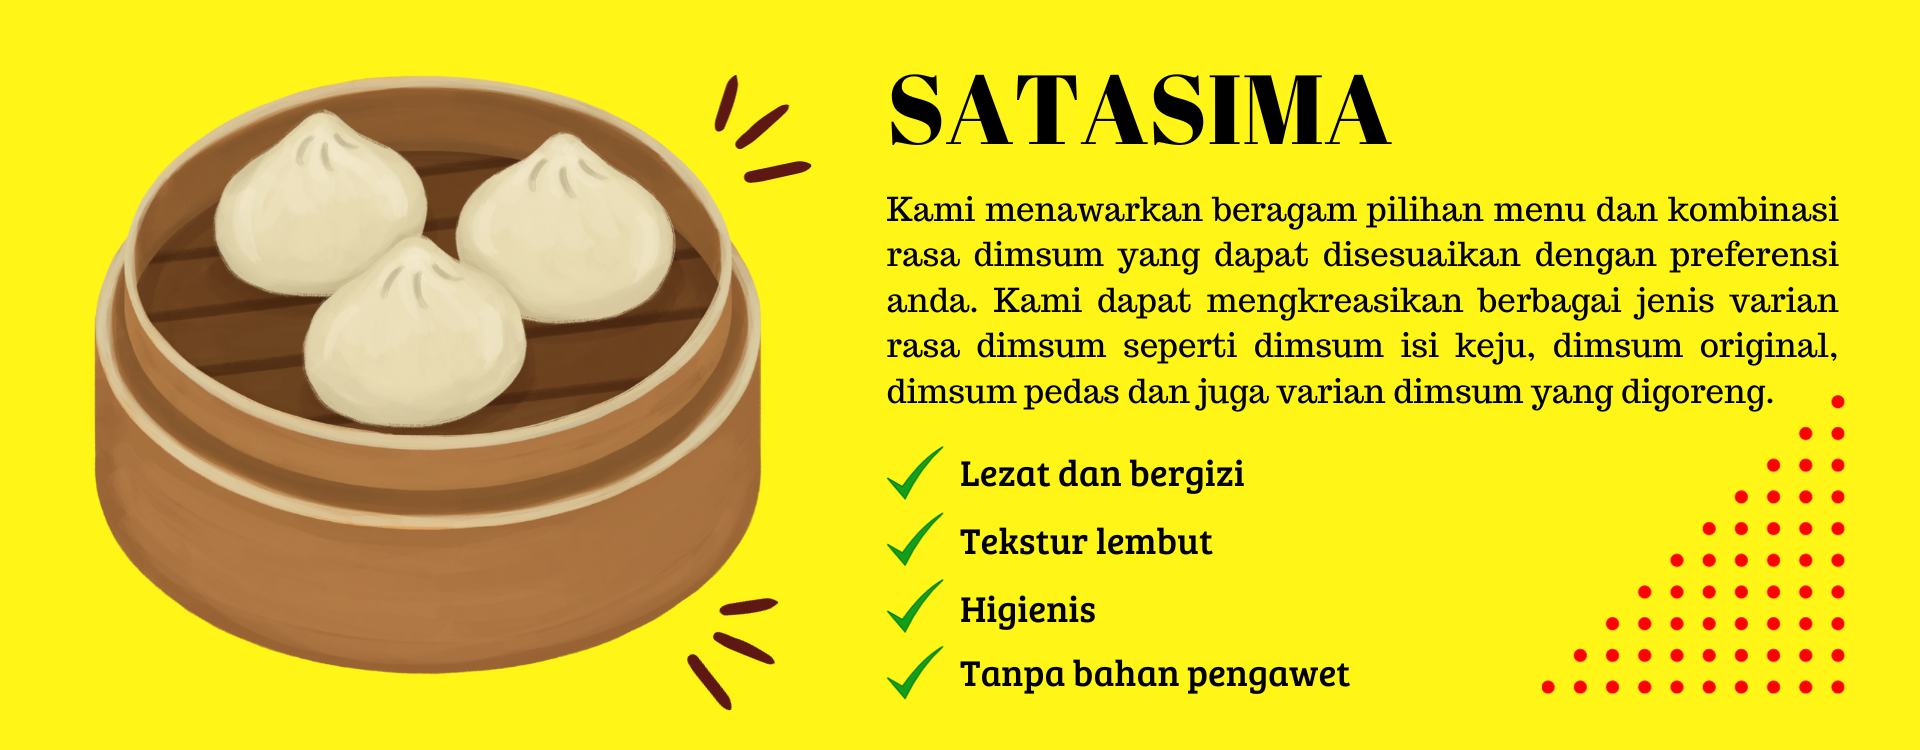 SATASIMA
Kami menawarkan beragam pilihan menu dan kombinasi
rasa dimsum yang dapat disesuaikan dengan preferensi
anda. Kami dapat mengkreasikan berbagai jenis varian
rasa dimsum seperti dimsum isi keju, dimsum original,
dimsum pedas dan juga varian dimsum yang digoreng.
Lezat dan bergizi
Tekstur lembut
Higienis
Tanpa bahan pengawet